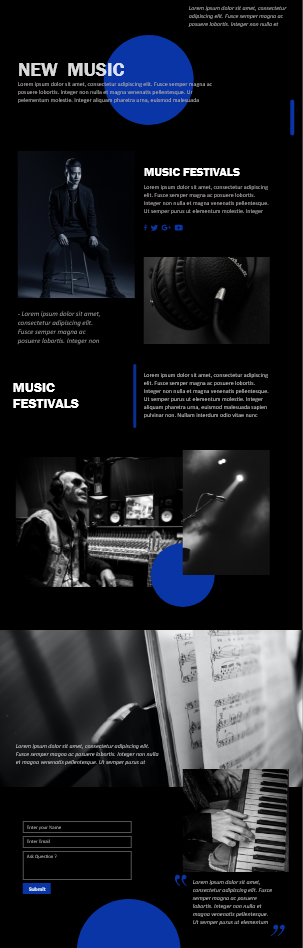 Lorem ipsum dolor sit amet, consectetur
adipiscing elit. Fusce semper magna ac
posuere lobortis. Integer non nulla et
NEW MUSIC
Lorem ipsum dolor sit amet, consectetur adipiscing elit. Fusce semper magna ac
posuere lobortis. Integer non nulla et magna venenatis pellentesque. Ut
pelementum molestie. Integer aliquam pharetra urna, euismod malesuada
MUSIC FESTIVALS
Lorem ipsum dolor sit amet, consectetur adipiscing
elit. Fusce semper magna ac posuere lobortis.
Integer non nulla et magna venenatis pellentesque.
Ut semper purus ut elementum molestie. Integer
- Lorem ipsum dolor sit amet,
consectetur adipiscing elit.
Fusce semper magna ac
posuere lobortis. Integer non
MUSIC
FESTIVALS
Lorem ipsum dolor sit amet, consectetur adipiscing
elit. Fusce semper magna ac posuere lobortis.
Integer non nulla et magna venenatis pellentesque.
Ut semper purus ut elementum molestie. Integer
aliquam pharetra urna, euismod malesuada sapien
pulvinar non. Nullam interdum odio vitae nunc
Lorem ipsum dolor sit amet, consectetur adipiscing elit.
Fusce semper magna ac posuere lobortis. Integer non nulla
et magna venenatis pellentesque. Ut semper purus ut
Enter your Name
Enter Email
Ask Question ?
Submit
Lorem ipsum dolor sit amet,
consectetur adipiscing elit. Fusce
semper magna ac posuere
lobortis. Integer non nulla et
magna venenatis pellentesque.
Ut semper purus ut elementum